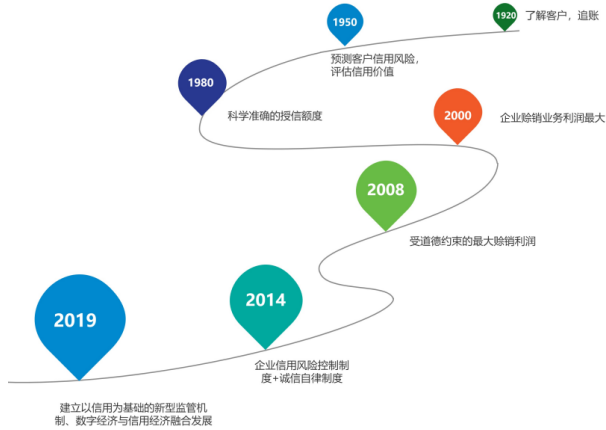 1920
了解客户，追账
1950
预测客户信用风险，
评估信用价值
1980
科学准确的授信额度
2000
企业赊销业务利润最大
2008
受道德约束的最大赊销利润
2014
企业信用风险控制制
度+诚信自律制度
2019
建立以信用为基础的新型监管机
制、数字经济与信用经济融合发展